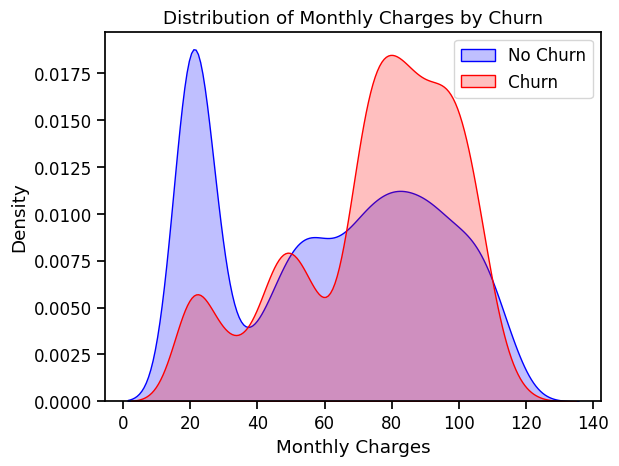 Distribution of Monthly Charges by Churn
No Churn
Churn
Density
0.0175
0.0150
0.0125
0.0100
0.0075
0.0050
0.0025
0.0000
0 20 40 60 80 100 120 140
Monthly Charges